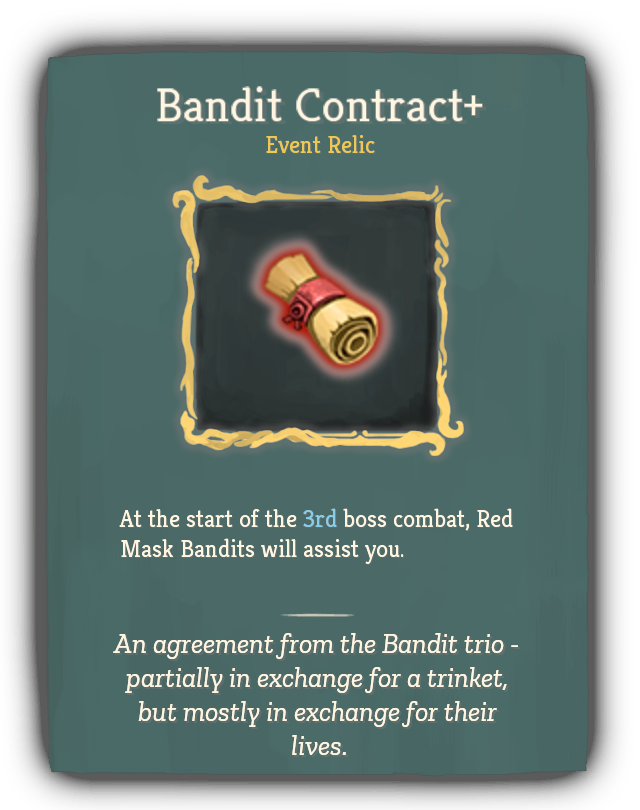 Bandit Contract+
Event Relic
At the start of the 3rd boss combat, Red
Mask Bandits will assist you.
An agreement from the Bandit trio -
partially in exchange for a trinket,
but mostly in exchange for their
lives.